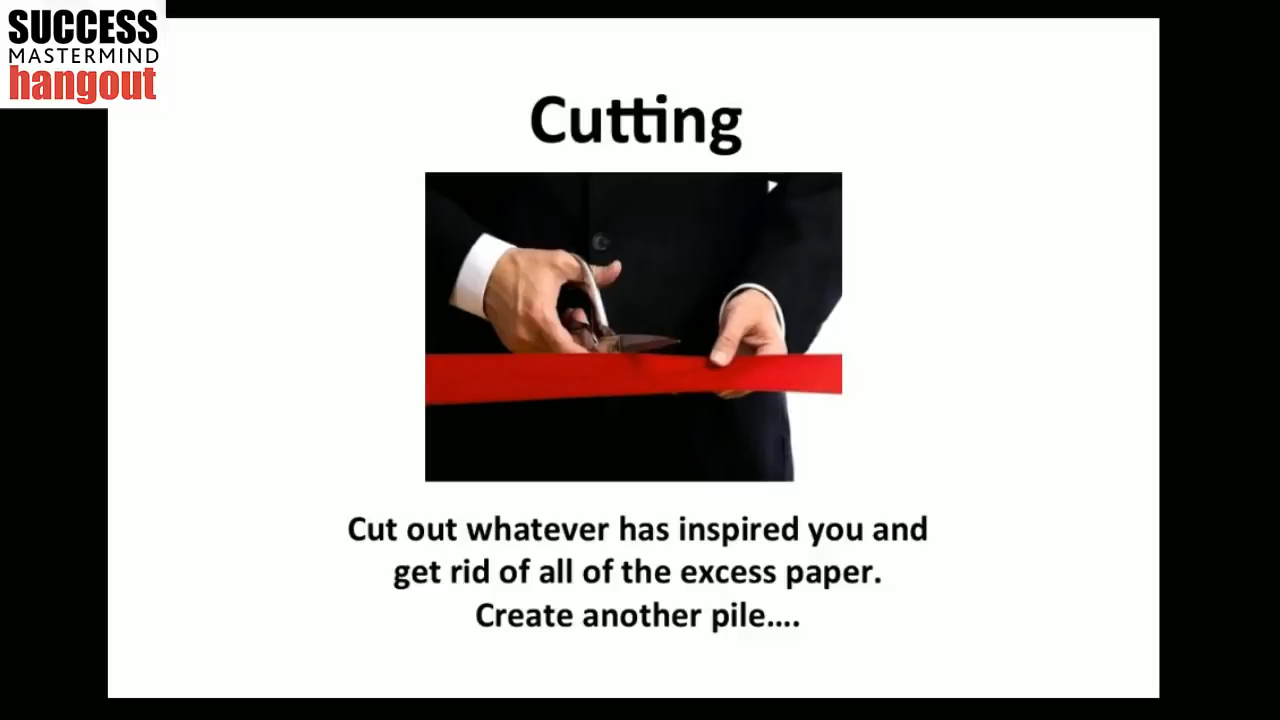 SUCCESS
MASTERMIND
hangout
Cutting
Cut out whatever has inspired you and
get rid of all of the excess paper.
Create another pile....